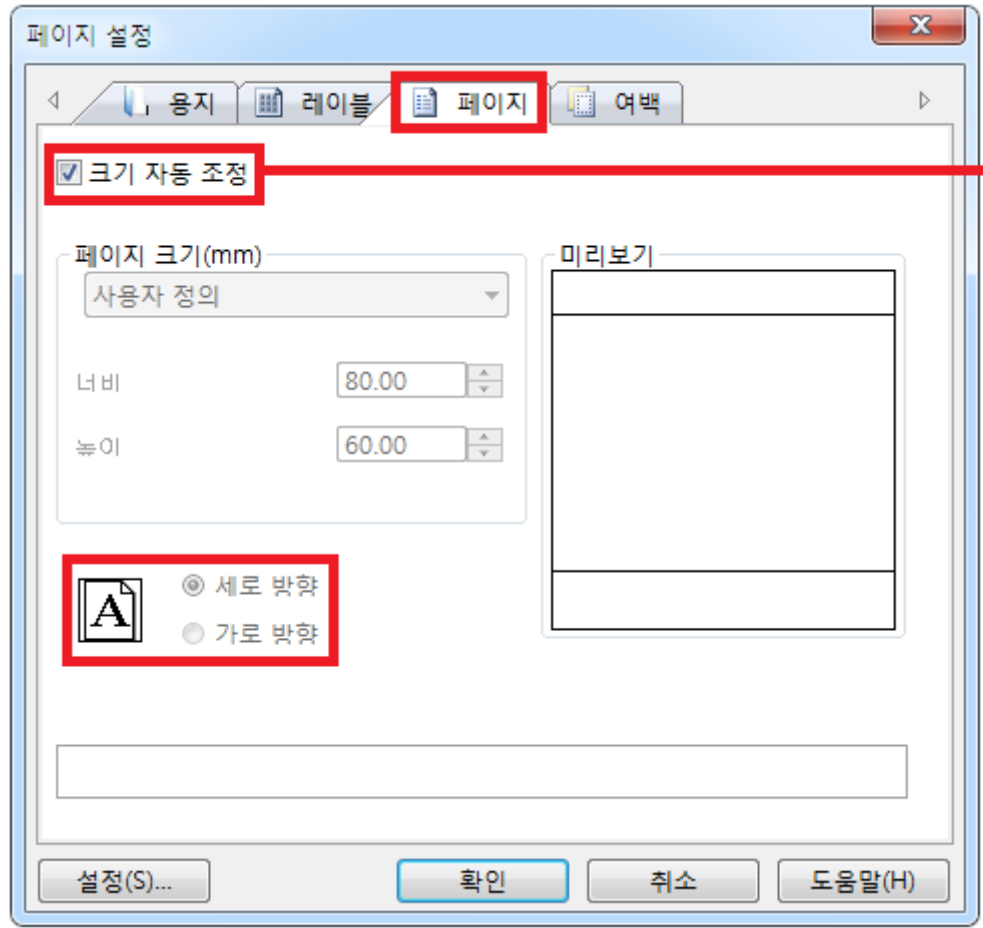 페이지 설정
용지 레이블 페이지 여백
크기 자동 조정
페이지 크기(mm)
사용자 정의
너비 80.00
높이 60.00
미리보기
A
세로 방향
가로 방향
설정(S)... 확인 취소 도움말(H)